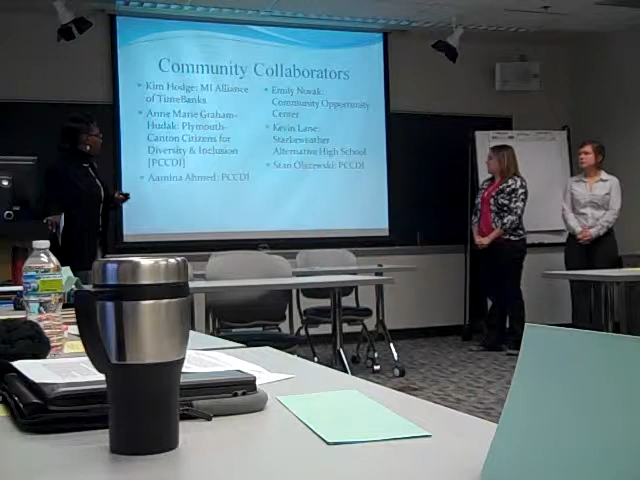 Community Collaborators
• Kim Hodge: MI Alliance
of TimeBanks
• Anne Marie Graham-
Hudak: Plymouth-
Canton Citizens for
Diversity & Inclusion
[PCCDI]
• Aamina Ahmed: PCCDI
• Emily Novak:
Community Opportunity
Center
• Kevin Lane:
Starkweather
Alternative High School
• Stan Olszewski: PCCDI